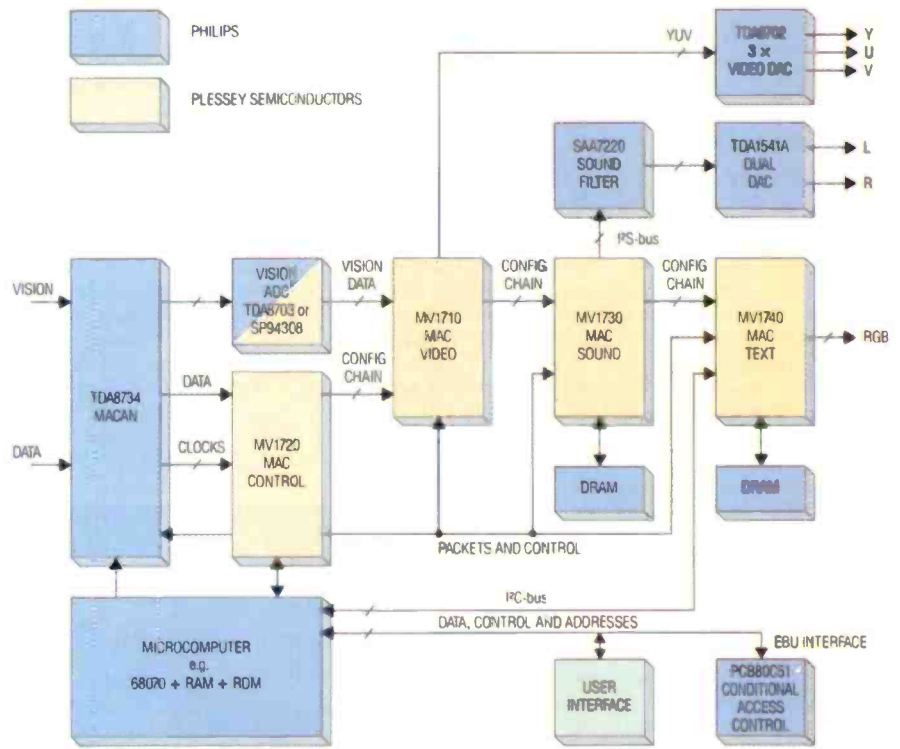 PHILIPS
PLESSEY SEMICONDUCTORS
YUV
TDA8702
3 ×
VIDEO DAC
Y
U
V
SAA7220
SOUND
FILTER
TDA1541A
DUAL
DAC
L
R
I²S-bus
VISION
DATA
TDA8734
MACAN
VISION
ADC
TDA8703 or
SP94308
VISION
DATA
CONFIG
CHAIN
DATA
CLOCKS
MV1720
MAC
CONTROL
MV1710
MAC
VIDEO
CONFIG
CHAIN
MV1730
MAC
SOUND
CONFIG
CHAIN
MV1740
MAC
TEXT
RGB
DRAM
DRAM
PACKETS AND CONTROL
I²C-bus
DATA, CONTROL AND ADDRESSES
EBU INTERFACE
MICROCOMPUTER
e.g.
68070 + RAM + ROM
USER
INTERFACE
PCB80C51
CONDITIONAL
ACCESS
CONTROL